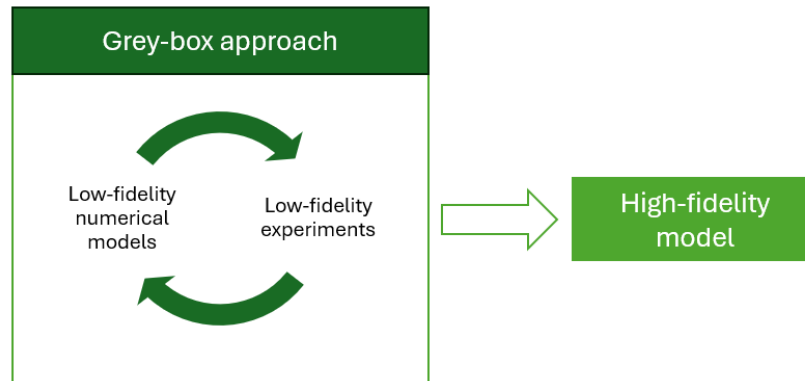 Grey-box approach
Low-fidelity
numerical
models
Low-fidelity
experiments
High-fidelity
model